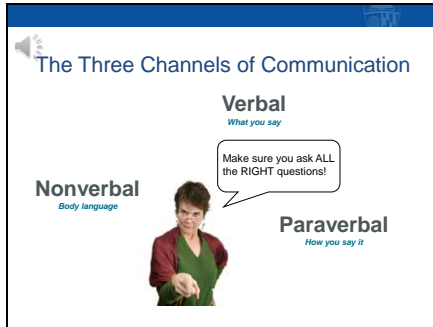 The Three Channels of Communication
Verbal
What you say
Make sure you ask ALL
the RIGHT questions!
Nonverbal
Body language
Paraverbal
How you say it